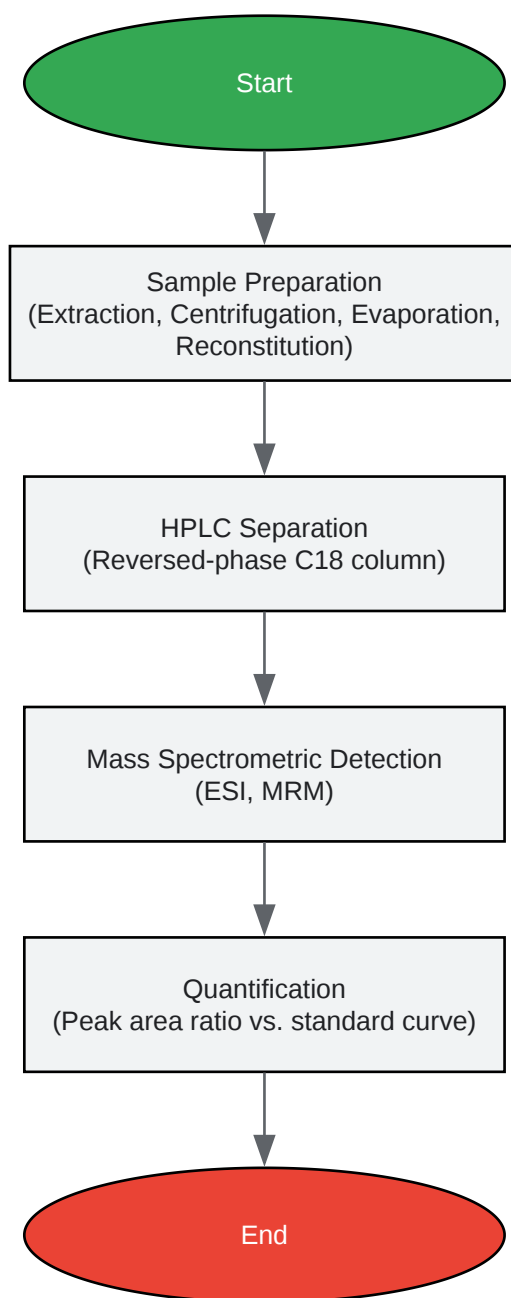 Start
Sample Preparation
(Extraction, Centrifugation, Evaporation,
Reconstitution)
HPLC Separation
(Reversed-phase C18 column)
Mass Spectrometric Detection
(ESI, MRM)
Quantification
(Peak area ratio vs. standard curve)
End